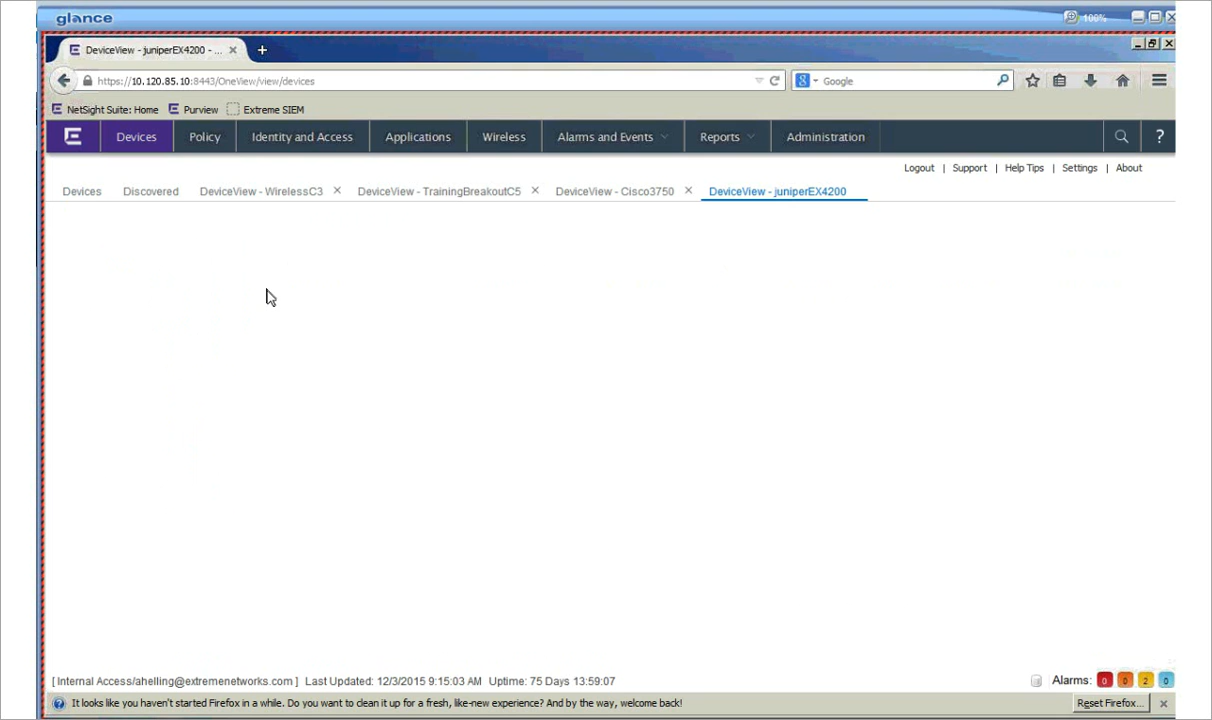 glance
100%
DeviceView - juniperEX4200 - ...
https://10.120.85.10:8443/OneView/view/devices
8
Google
NetSight Suite: Home
Purview
Extreme SIEM
Devices
Policy
Identity and Access
Applications
Wireless
Alarms and Events
Reports
Administration
?
Logout | Support | Help Tips | Settings | About
Devices
Discovered
DeviceView - WirelessC3
DeviceView - TrainingBreakoutC5
DeviceView - Cisco3750
DeviceView - juniperEX4200
[ Internal Access/ahelling@extremenetworks.com ] Last Updated: 12/3/2015 9:15:03 AM Uptime: 75 Days 13:59:07
Alarms: 0 0 2 0
It looks like you haven't started Firefox in a while. Do you want to clean it up for a fresh, like-new experience? And by the way, welcome back!
Reset Firefox...